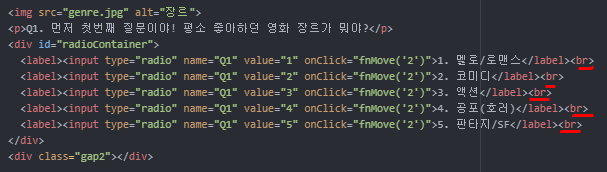 <img src="genre.jpg" alt="장르">
<p>Q1. 먼저 첫번째 질문이야! 평소 좋아하던 영화 장르가 뭐야?</p>
<div id="radioContainer">
<label><input type="radio" name="Q1" value="1" onClick="fnMove('2')">1. 멜로/로맨스</label><br>
<label><input type="radio" name="Q1" value="2" onClick="fnMove('2')">2. 코미디</label><br>
<label><input type="radio" name="Q1" value="3" onClick="fnMove('2')">3. 액션</label><br>
<label><input type="radio" name="Q1" value="4" onClick="fnMove('2')">4. 공포(호러)</label><br>
<label><input type="radio" name="Q1" value="5" onClick="fnMove('2')">5. 판타지/SF</label><br>
</div>
<div class="gap2"></div>